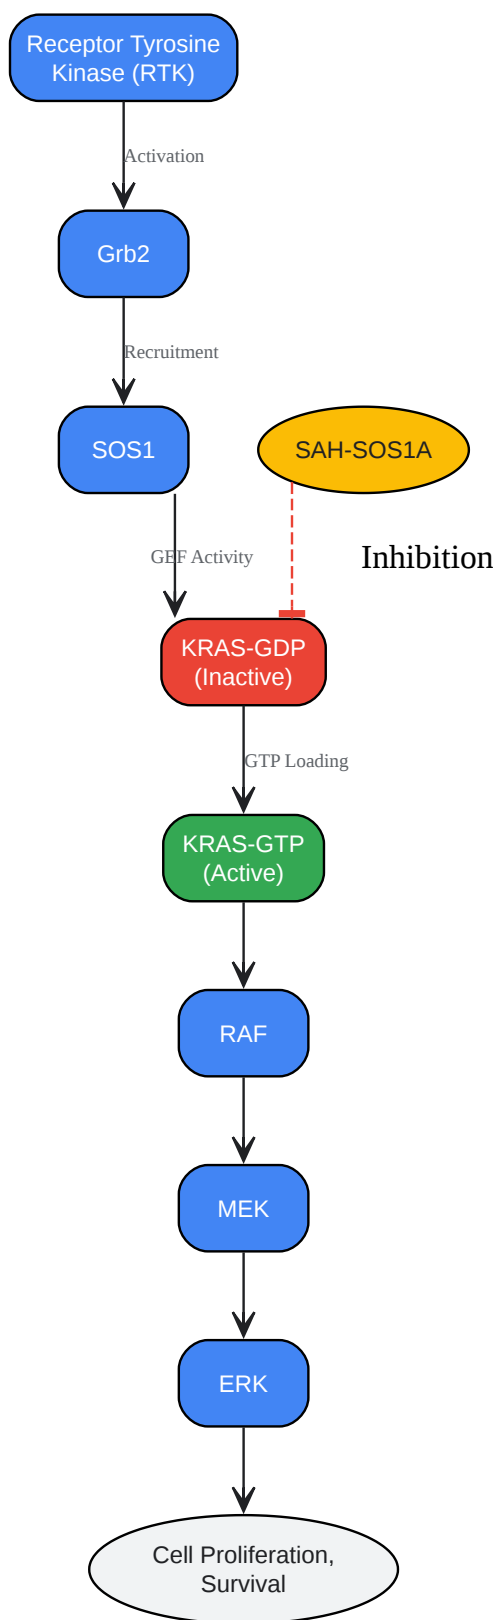 Receptor Tyrosine
Kinase (RTK)
Activation
Grb2
Recruitment
SOS1
SAH-SOS1A
GEF Activity
Inhibition
KRAS-GDP
(Inactive)
GTP Loading
KRAS-GTP
(Active)
RAF
MEK
ERK
Cell Proliferation,
Survival